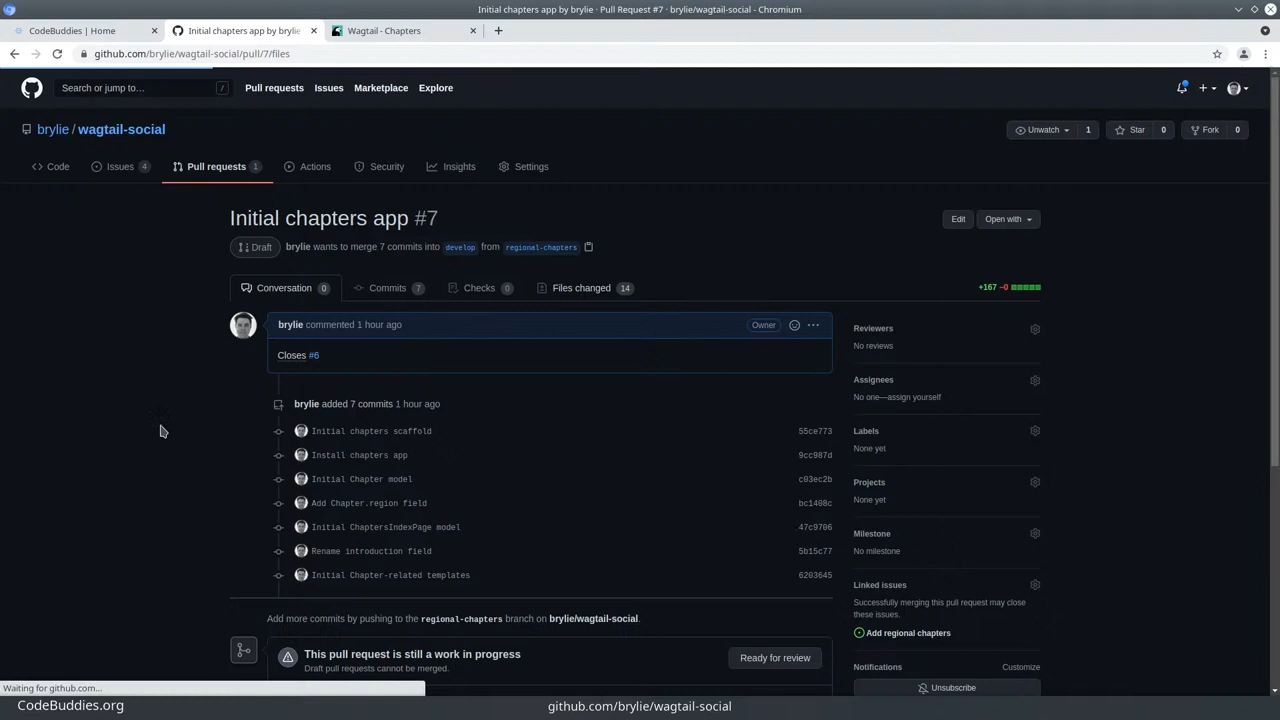 Initial chapters app by brylie · Pull Request #7 · brylie/wagtail-social - Chromium
CodeBuddies | Home
Initial chapters app by brylie
Wagtail - Chapters
github.com/brylie/wagtail-social/pull/7/files
Search or jump to…
/
Pull requests
Issues
Marketplace
Explore
brylie / wagtail-social
Unwatch
1
Star
0
Fork
0
Code
Issues 4
Pull requests 1
Actions
Security
Insights
Settings
Initial chapters app #7
Edit
Open with
Draft
brylie wants to merge 7 commits into develop from regional-chapters
Conversation 0
Commits 7
Checks 0
Files changed 14
+167 −0
brylie commented 1 hour ago
Owner
Closes #6
brylie added 7 commits 1 hour ago
Initial chapters scaffold 55ce773
Install chapters app 9cc987d
Initial Chapter model c03ec2b
Add Chapter.region field bc1408c
Initial ChaptersIndexPage model 47c9706
Rename introduction field 5b15c77
Initial Chapter-related templates 6203645
Add more commits by pushing to the regional-chapters branch on brylie/wagtail-social.
This pull request is still a work in progress
Draft pull requests cannot be merged.
Ready for review
Reviewers
No reviews
Assignees
No one—assign yourself
Labels
None yet
Projects
None yet
Milestone
No milestone
Linked issues
Successfully merging this pull request may close
these issues.
Add regional chapters
Notifications
Customize
Unsubscribe
Waiting for github.com...
CodeBuddies.org
github.com/brylie/wagtail-social